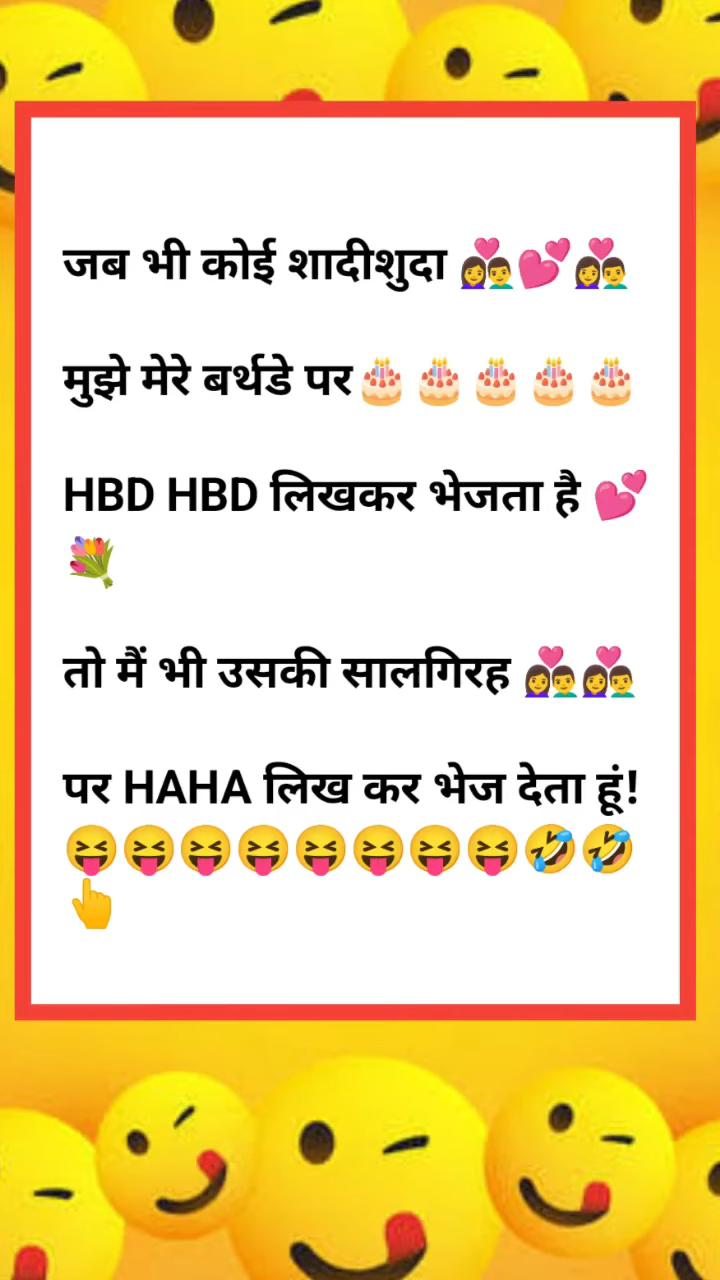 जब भी कोई शादीशुदा 👩‍❤️‍👨💕👩‍❤️‍👨
मुझे मेरे बर्थडे पर🎂🎂🎂🎂🎂
HBD HBD लिखकर भेजता है 💕
💐
तो मैं भी उसकी सालगिरह 👩‍❤️‍👨👩‍❤️‍👨
पर HAHA लिख कर भेज देता हूं!
😝😝😝😝😝😝😝😝🤣🤣
👆